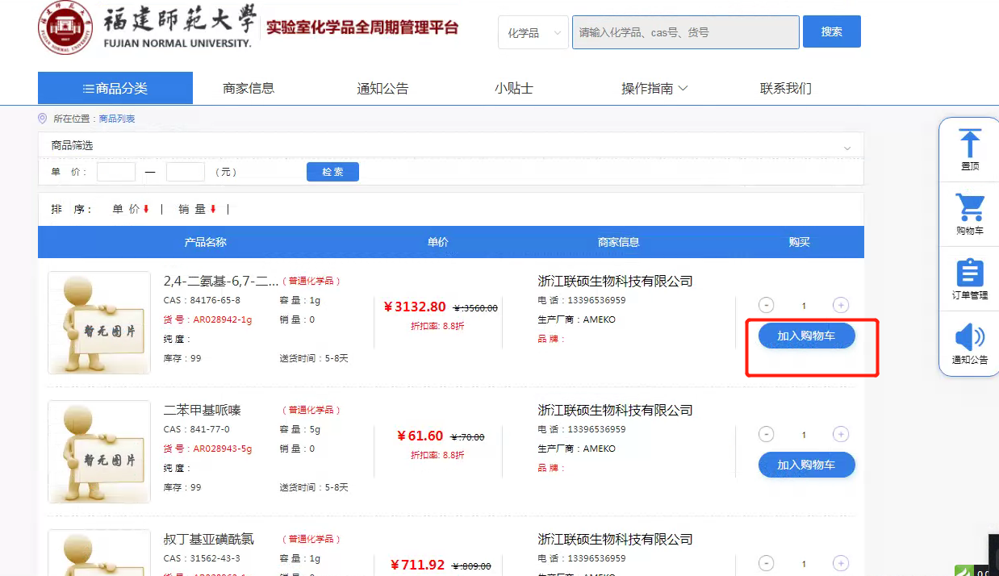 福建師範大學
FUJIAN NORMAL UNIVERSITY.
实验室化学品全周期管理平台
化学品
请输入化学品、cas号、货号
搜索
商品分类
商家信息
通知公告
小贴士
操作指南
联系我们
所在位置：商品列表
商品筛选
单 价： — （元） 检 索
排 序： 单 价 | 销 量 |
产品名称 单价 商家信息 购买
暂无图片
2,4-二氨基-6,7-二... （ 普通化学品 ）
CAS：84176-65-8 容 量：1g
货 号：AR028942-1g 销 量：0
纯 度：
库存：99 送货时间：5-8天
￥3132.80 ￥:3560.00
折扣率: 8.8折
浙江联硕生物科技有限公司
电 话：13396536959
生产厂商：AMEKO
品 牌：
- 1 +
加入购物车
暂无图片
二苯甲基哌嗪 （ 普通化学品 ）
CAS：841-77-0 容 量：5g
货 号：AR028943-5g 销 量：0
纯 度：
库存：99 送货时间：5-8天
￥61.60 ￥:70.00
折扣率: 8.8折
浙江联硕生物科技有限公司
电 话：13396536959
生产厂商：AMEKO
品 牌：
- 1 +
加入购物车
叔丁基亚磺酰氯 （ 普通化学品 ）
CAS：31562-43-3 容 量：1g
￥711.92 ￥:809.00
浙江联硕生物科技有限公司
电 话：13396536959
- 1 +
置顶
购物车
订单管理
通知公告